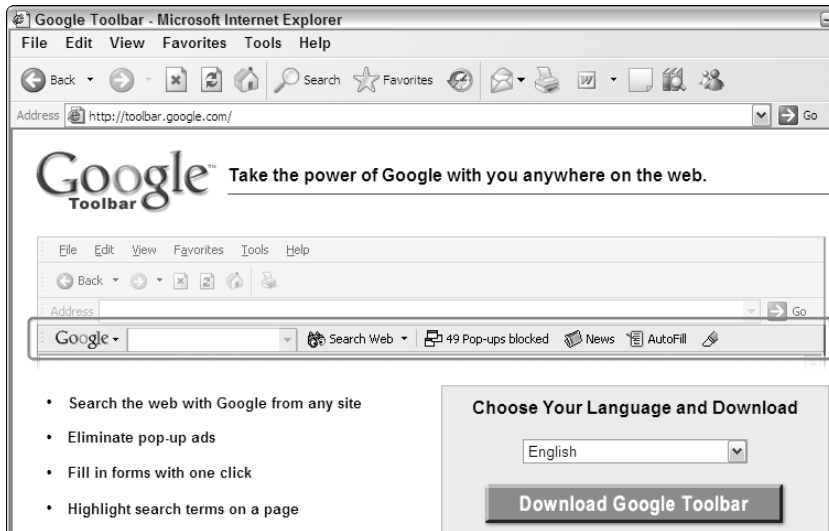 Google Toolbar - Microsoft Internet Explorer
File Edit View Favorites Tools Help
Back Search Favorites W
Address http://toolbar.google.com/ Go
Google™ Take the power of Google with you anywhere on the web.
Toolbar
File Edit View Favorites Tools Help
Back
Address Go
Google Search Web 49 Pop-ups blocked News AutoFill
• Search the web with Google from any site
• Eliminate pop-up ads
• Fill in forms with one click
• Highlight search terms on a page
Choose Your Language and Download
English
Download Google Toolbar